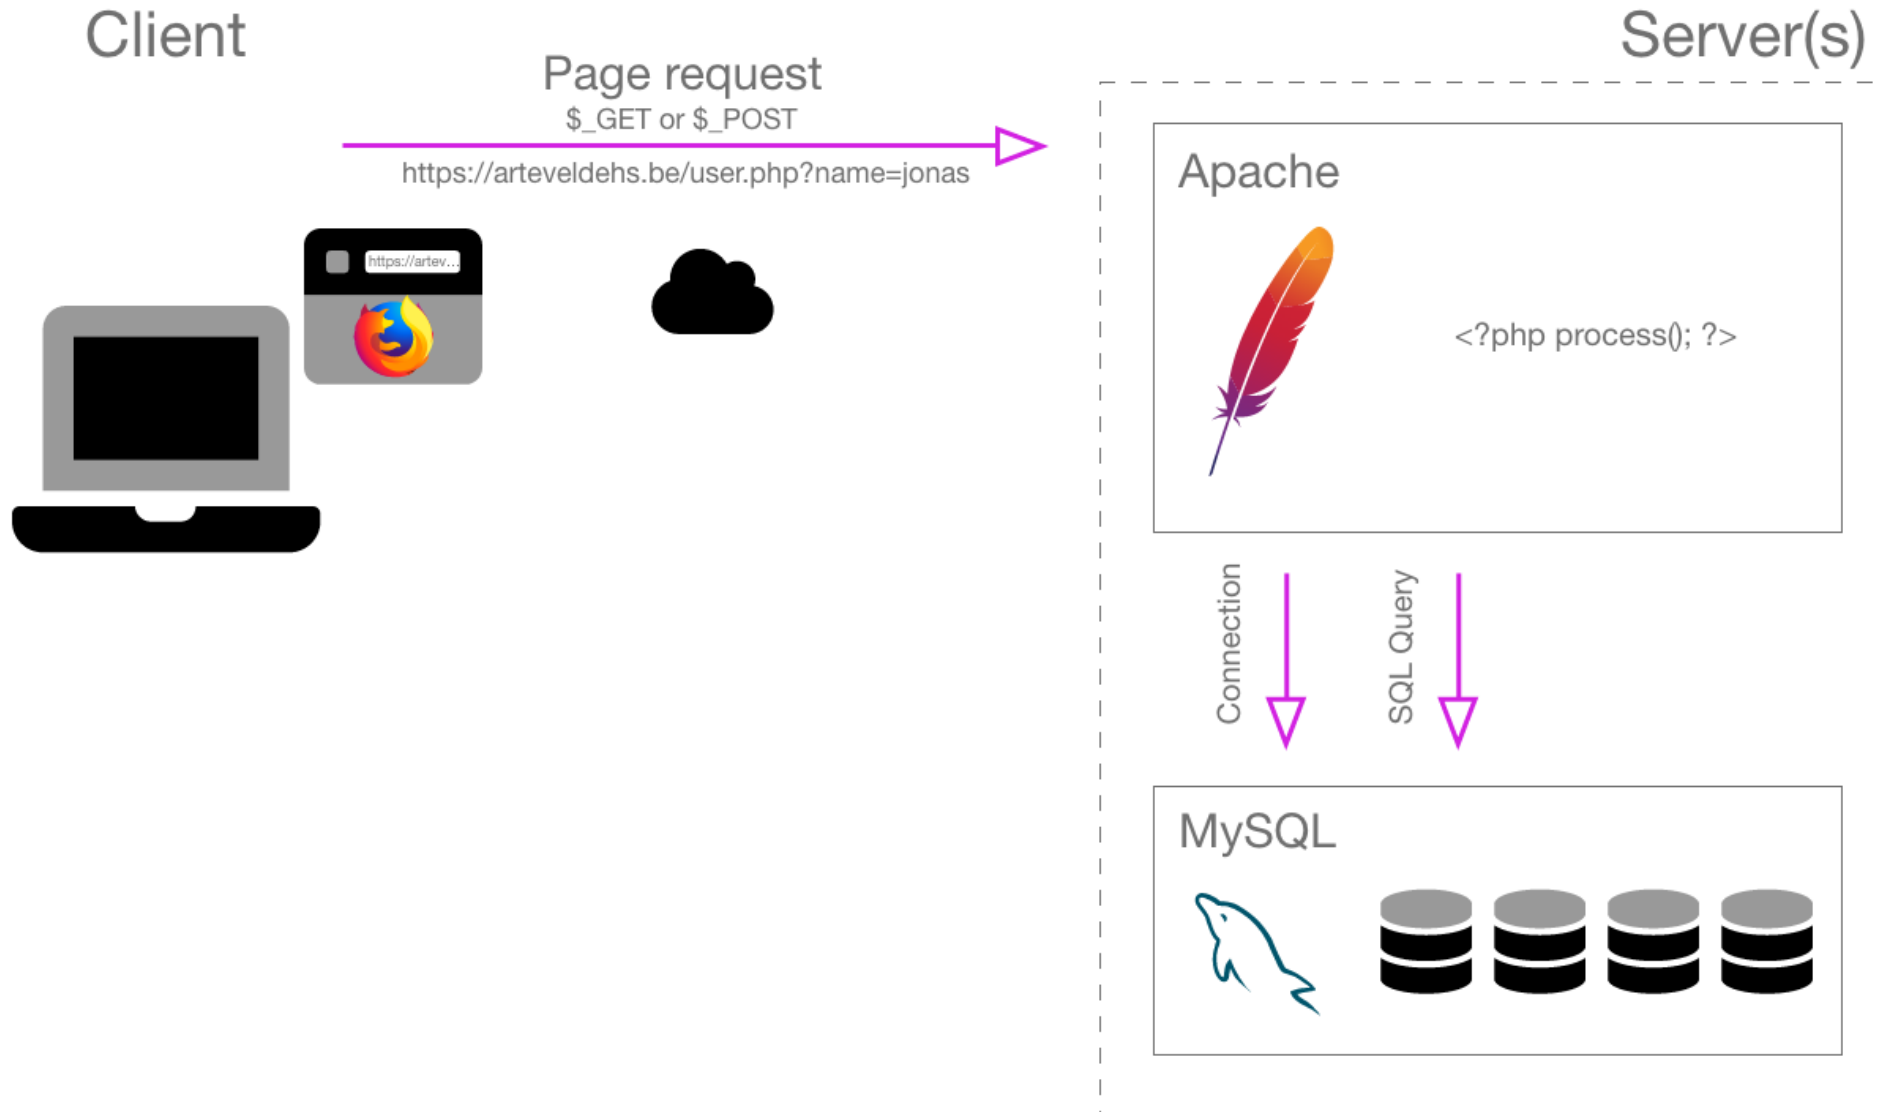 Client
Server(s)
Page request
$_GET or $_POST
https://arteveldehs.be/user.php?name=jonas
https://artev...
Apache
<?php process(); ?>
Connection
SQL Query
MySQL